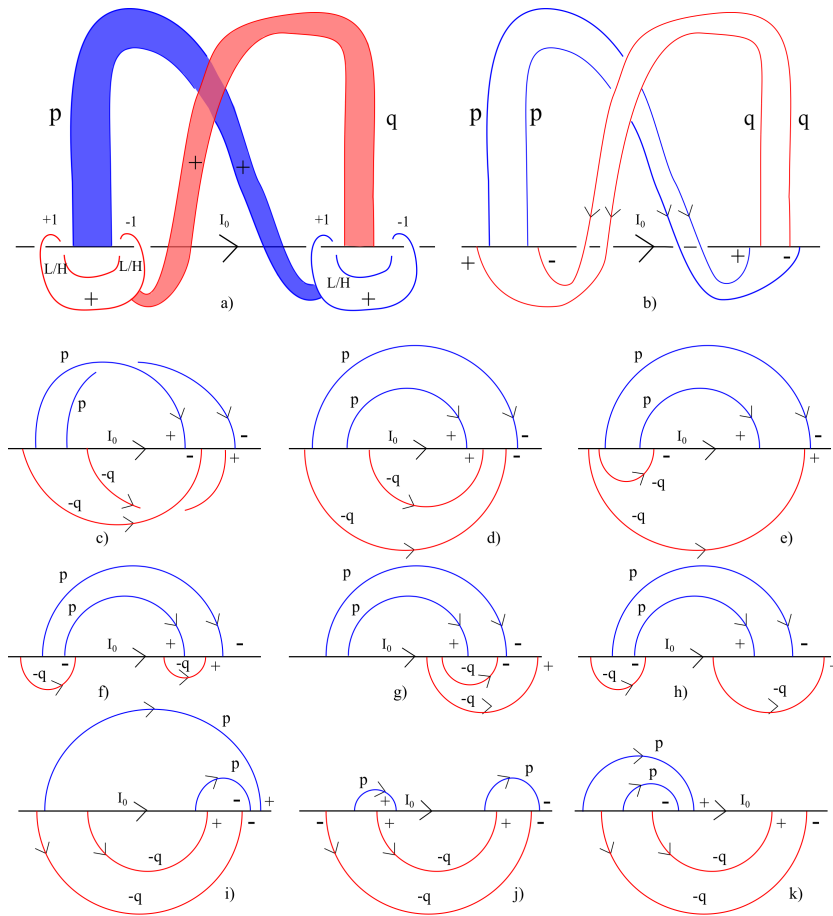 p q p p q q
+ +
+1 -1 I₀ +1 -1 I₀
L/H L/H L/H + - + -
+ a) + b)
p p p
p p p
I₀ + - I₀ + - I₀ + -
-q - + -q - -q +
-q -q -q
c) d) e)
p p p
p p p
I₀ + - I₀ + - I₀ + -
-q - -q + -q - + -q - -q +
f) -q g) h)
p p
p p p p
I₀ - + + I₀ - - + I₀
+ - - + + -
-q -q -q
-q i) -q j) -q k)